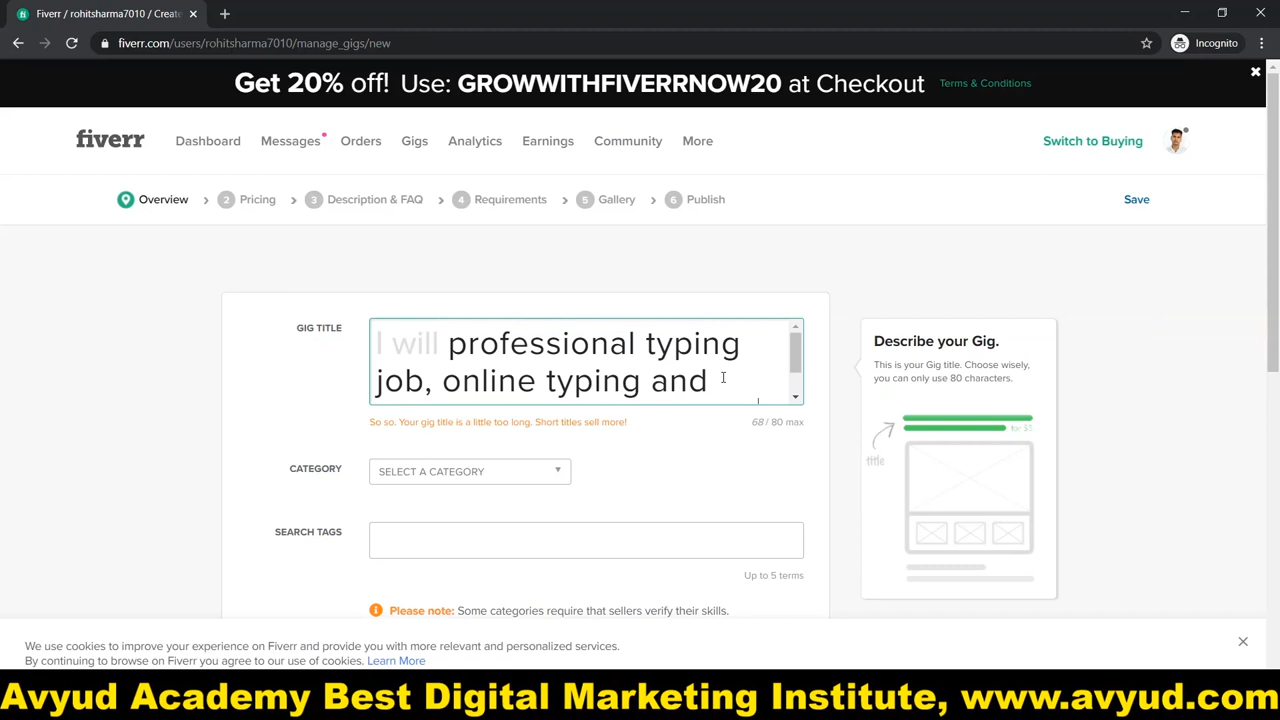 Fiverr / rohitsharma7010 / Create
fiverr.com/users/rohitsharma7010/manage_gigs/new
Incognito
Get 20% off! Use: GROWWITHFIVERRNOW20 at Checkout Terms & Conditions
fiverr Dashboard Messages Orders Gigs Analytics Earnings Community More Switch to Buying
Overview 2 Pricing 3 Description & FAQ 4 Requirements 5 Gallery 6 Publish Save
GIG TITLE
I will professional typing
job, online typing and
So so. Your gig title is a little too long. Short titles sell more!
68 / 80 max
Describe your Gig.
This is your Gig title. Choose wisely,
you can only use 80 characters.
for $5
title
CATEGORY
SELECT A CATEGORY
SEARCH TAGS
Up to 5 terms
Please note: Some categories require that sellers verify their skills.
We use cookies to improve your experience on Fiverr and provide you with more relevant and personalized services.
By continuing to browse on Fiverr you agree to our use of cookies. Learn More
Avyud Academy Best Digital Marketing Institute, www.avyud.com